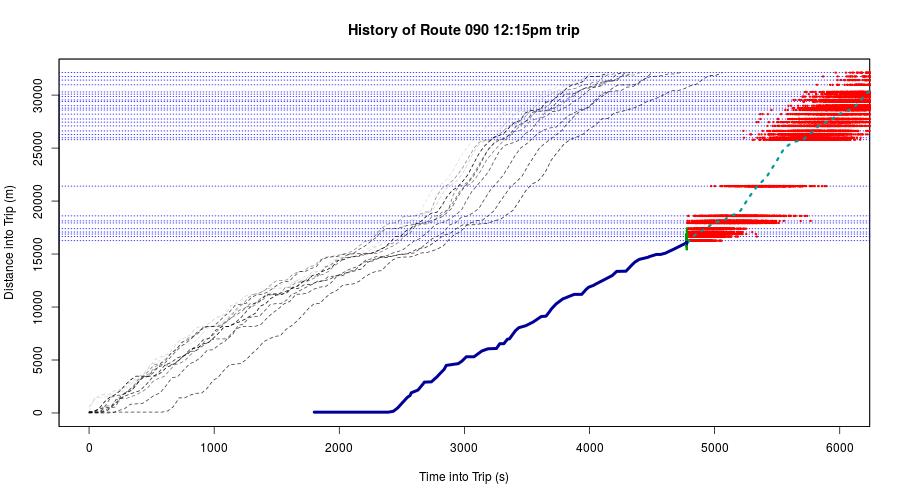 History of Route 090 12:15pm trip
Distance into Trip (m)
30000
25000
20000
15000
10000
5000
0
0 1000 2000 3000 4000 5000 6000
Time into Trip (s)